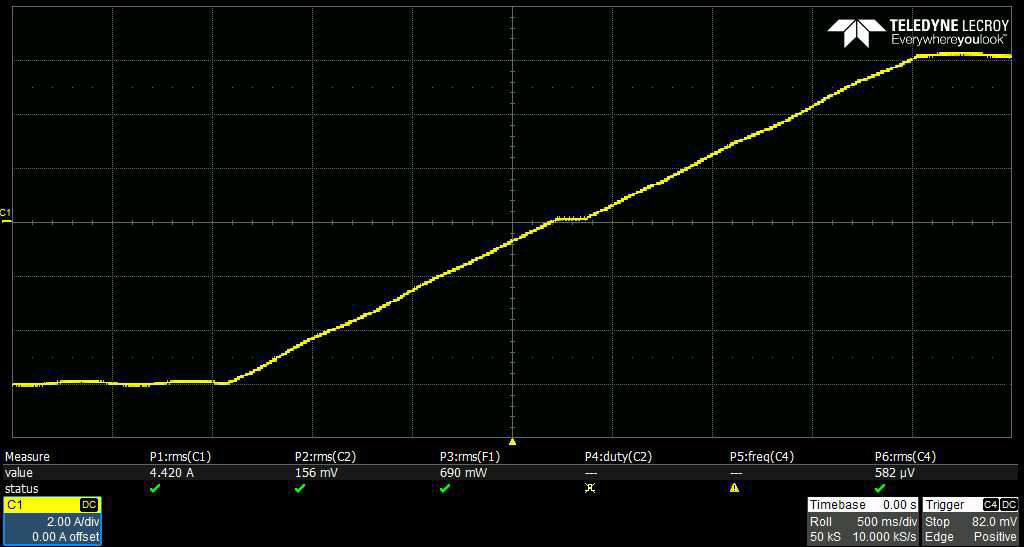 TELEDYNE LECROY
Everywhereyoulook™
C1
Measure P1:rms(C1) P2:rms(C2) P3:rms(F1) P4:duty(C2) P5:freq(C4) P6:rms(C4)
value 4.420 A 156 mV 690 mW --- --- 582 µV
status
C1 DC
2.00 A/div
0.00 A offset
Timebase 0.00 s
Roll 500 ms/div
50 kS 10.000 kS/s
Trigger C4 DC
Stop 82.0 mV
Edge Positive